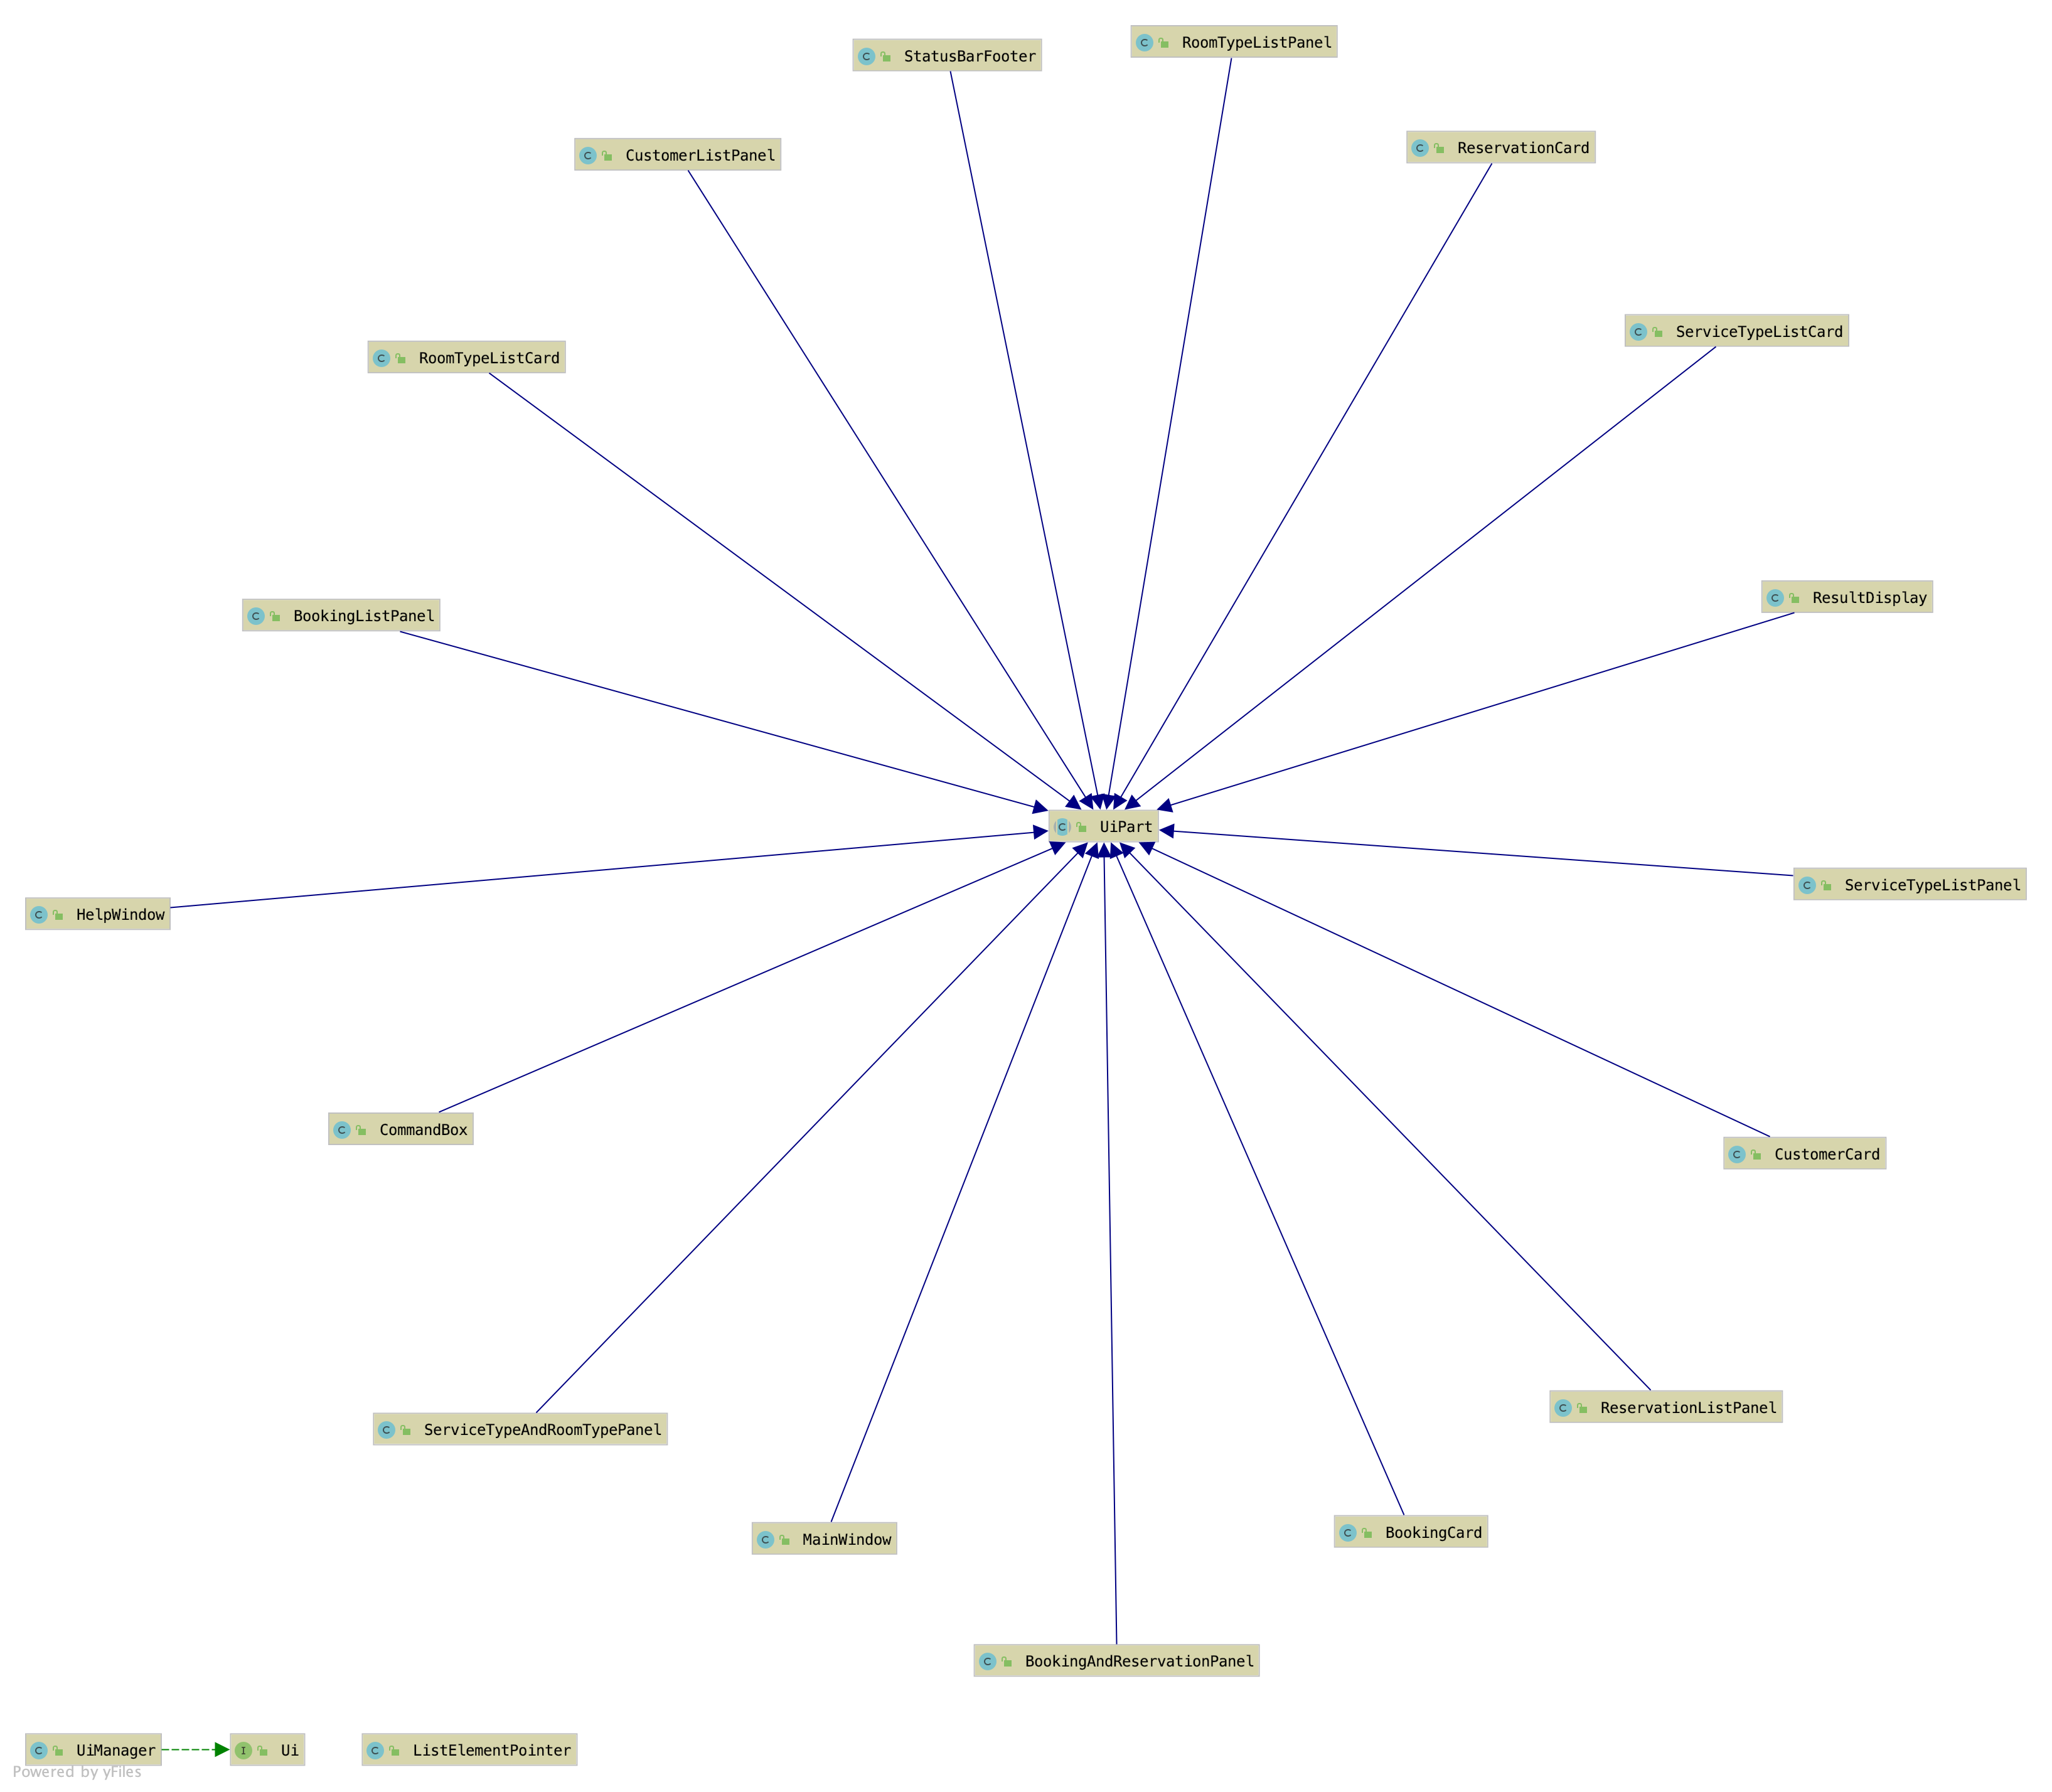 RoomTypeListPanel
StatusBarFooter
ReservationCard
CustomerListPanel
ServiceTypeListCard
RoomTypeListCard
ResultDisplay
BookingListPanel
UiPart
ServiceTypeListPanel
HelpWindow
CommandBox
CustomerCard
ReservationListPanel
ServiceTypeAndRoomTypePanel
BookingCard
MainWindow
BookingAndReservationPanel
UiManager
Ui
ListElementPointer
Powered by yFiles